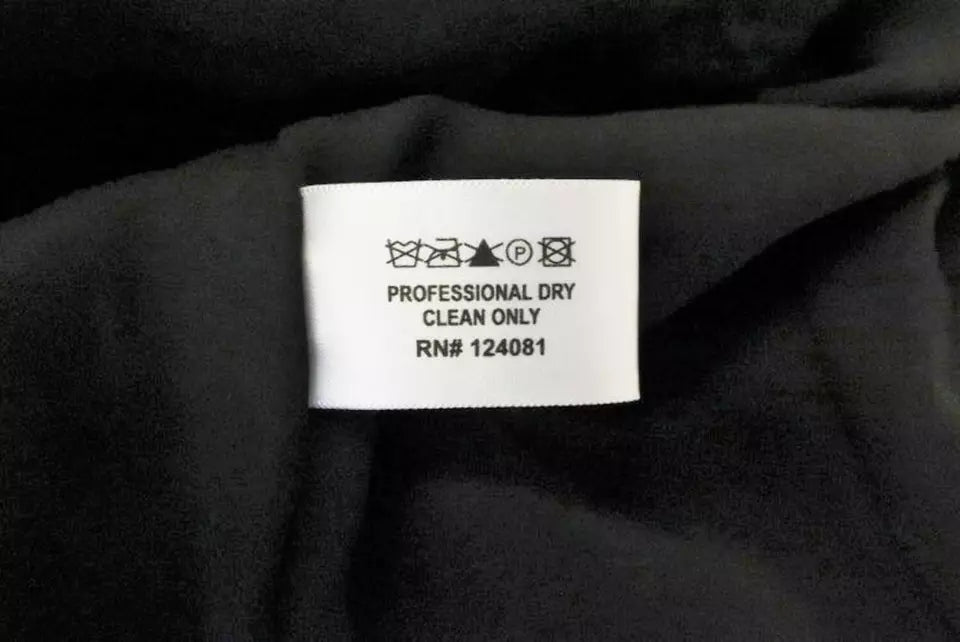 P
PROFESSIONAL DRY
CLEAN ONLY
RN# 124081